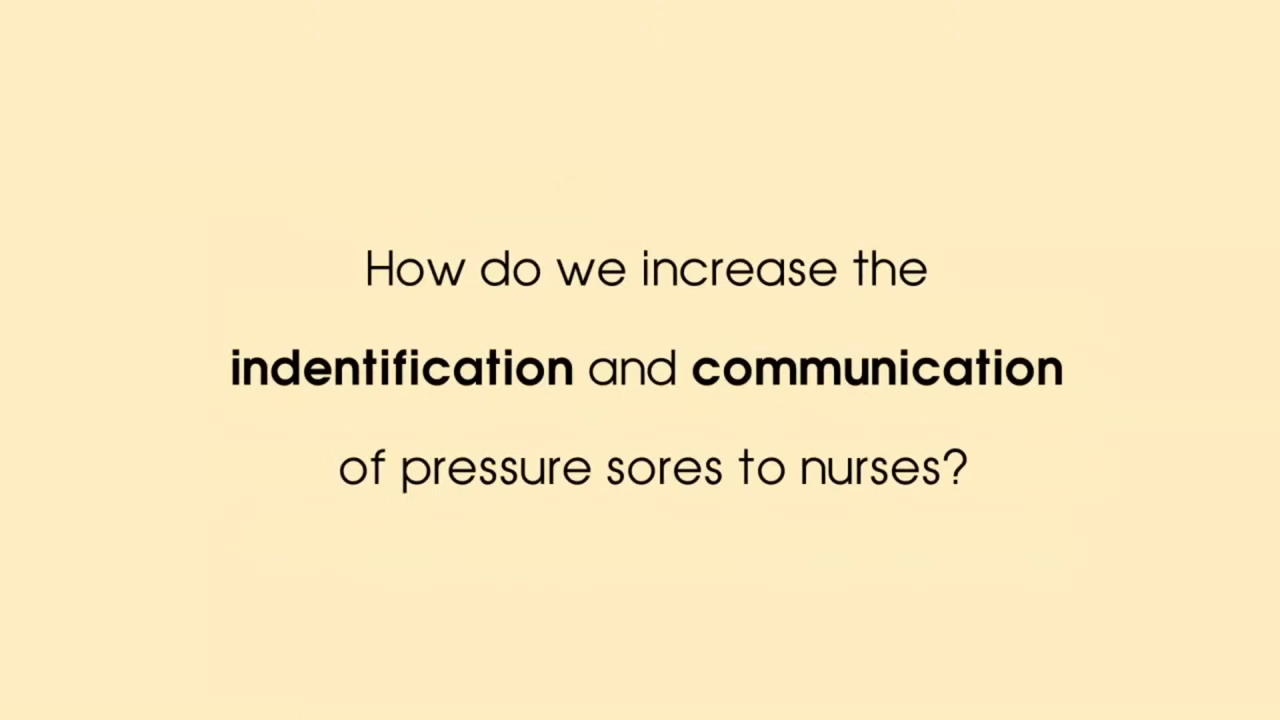 How do we increase the
indentification and communication
of pressure sores to nurses?